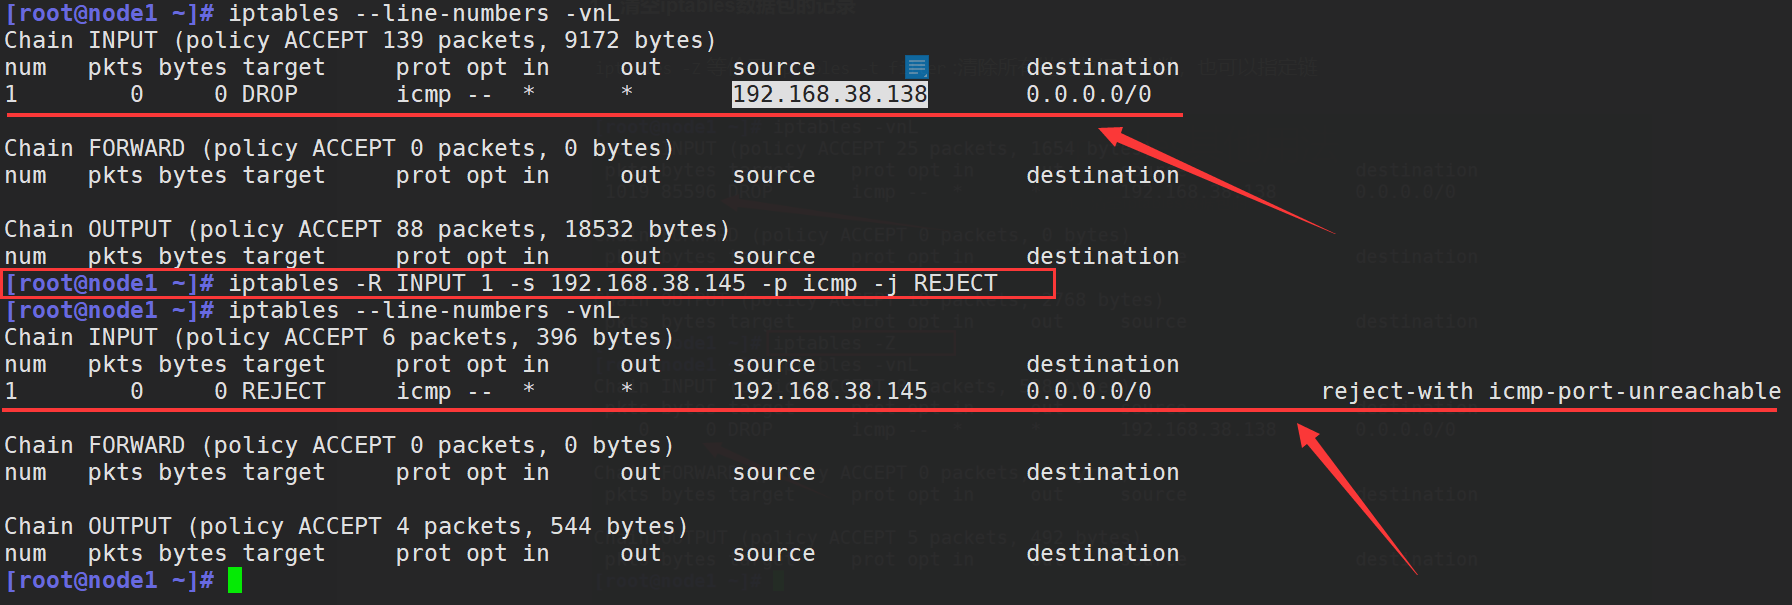 [root@node1 ~]# iptables --line-numbers -vnL
Chain INPUT (policy ACCEPT 139 packets, 9172 bytes)
num   pkts bytes target     prot opt in     out     source               destination
1        0     0 DROP       icmp --  *      *       192.168.38.138       0.0.0.0/0
Chain FORWARD (policy ACCEPT 0 packets, 0 bytes)
num   pkts bytes target     prot opt in     out     source               destination
Chain OUTPUT (policy ACCEPT 88 packets, 18532 bytes)
num   pkts bytes target     prot opt in     out     source               destination
[root@node1 ~]# iptables -R INPUT 1 -s 192.168.38.145 -p icmp -j REJECT
[root@node1 ~]# iptables --line-numbers -vnL
Chain INPUT (policy ACCEPT 6 packets, 396 bytes)
num   pkts bytes target     prot opt in     out     source               destination
1        0     0 REJECT     icmp --  *      *       192.168.38.145       0.0.0.0/0            reject-with icmp-port-unreachable
Chain FORWARD (policy ACCEPT 0 packets, 0 bytes)
num   pkts bytes target     prot opt in     out     source               destination
Chain OUTPUT (policy ACCEPT 4 packets, 544 bytes)
num   pkts bytes target     prot opt in     out     source               destination
[root@node1 ~]#